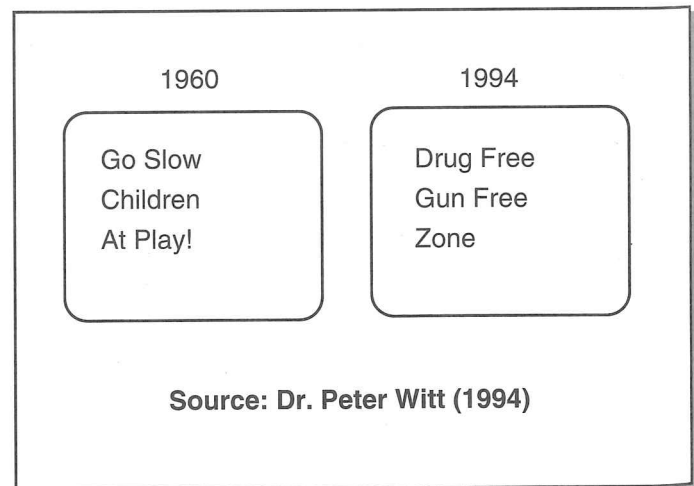 1960
Go Slow
Children
At Play!
1994
Drug Free
Gun Free
Zone
Source: Dr. Peter Witt (1994)